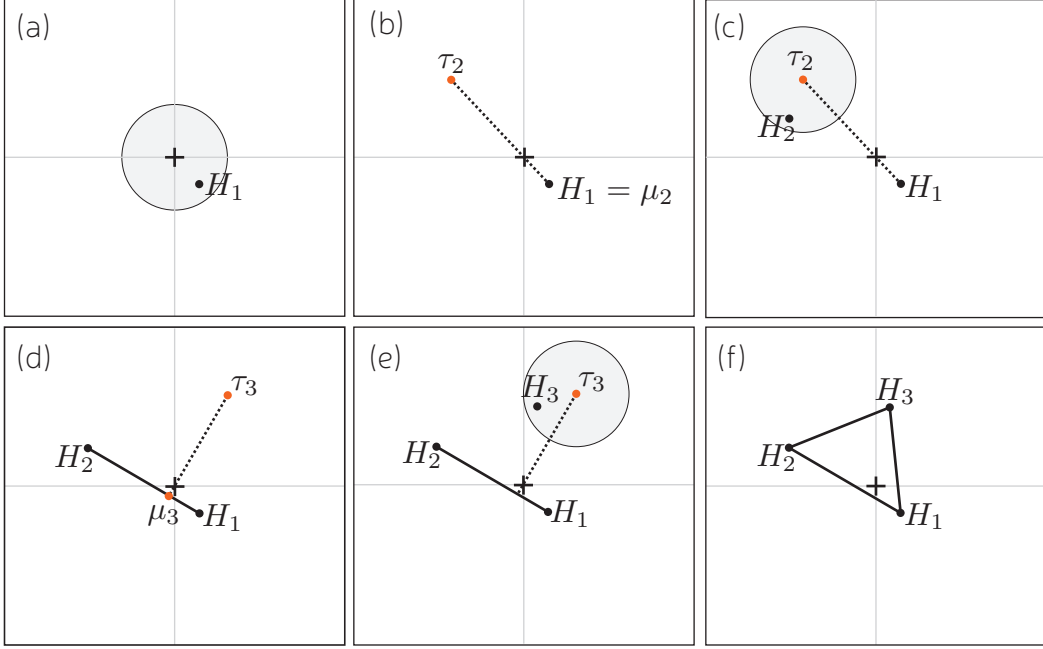 (a)
H₁
(b)
τ₂
H₁ = μ₂
(c)
τ₂
H₂
H₁
(d)
τ₃
H₂
μ₃
H₁
(e)
H₃
τ₃
H₂
H₁
(f)
H₃
H₂
H₁